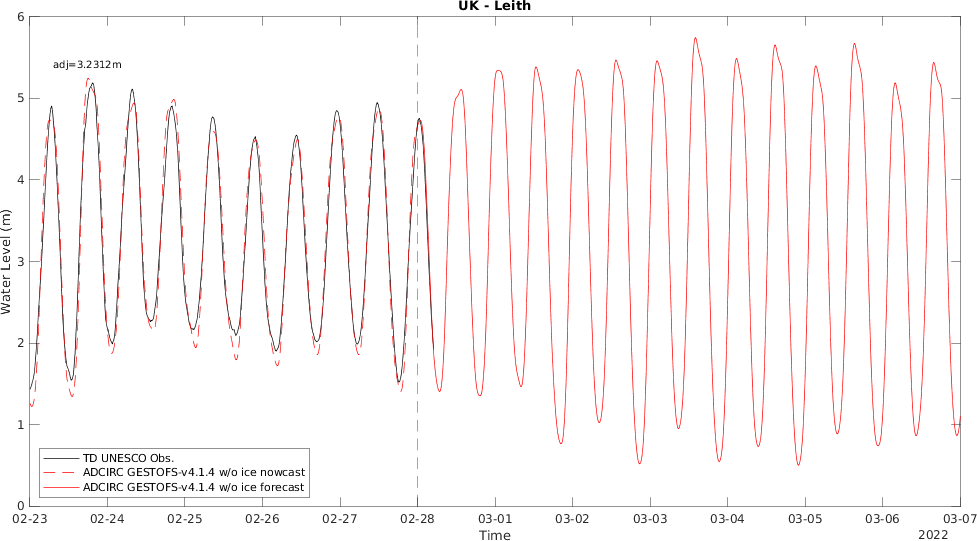 UK - Leith
adj=3.2312m
6
5
4
3
2
1
0
Water Level (m)
TD UNESCO Obs.
ADCIRC GESTOFS-v4.1.4 w/o ice nowcast
ADCIRC GESTOFS-v4.1.4 w/o ice forecast
02-23 02-24 02-25 02-26 02-27 02-28 03-01 03-02 03-03 03-04 03-05 03-06 03-07
Time
2022